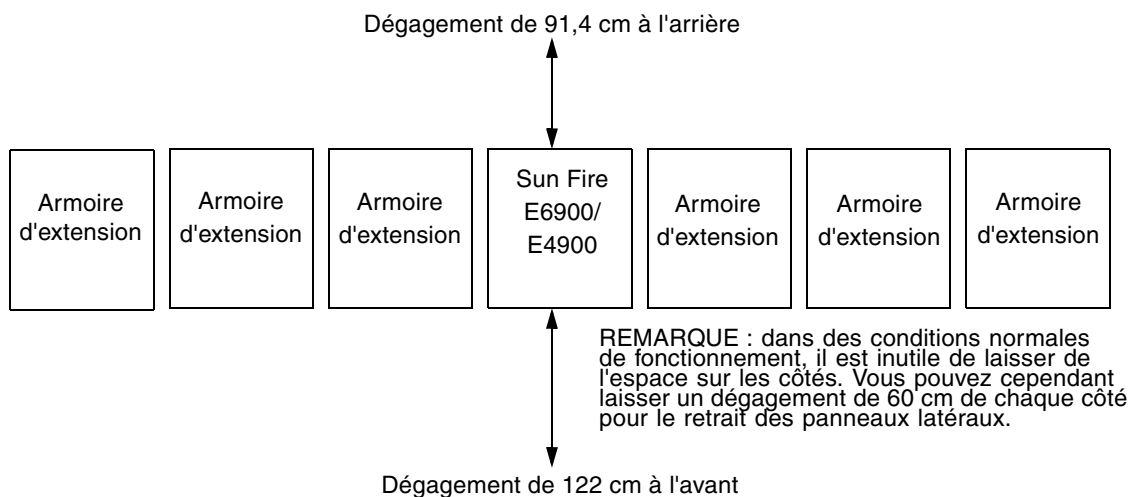 Dégagement de 91,4 cm à l'arrière
Armoire
d'extension
Armoire
d'extension
Armoire
d'extension
Sun Fire
E6900/
E4900
Armoire
d'extension
Armoire
d'extension
Armoire
d'extension
REMARQUE : dans des conditions normales
de fonctionnement, il est inutile de laisser de
l'espace sur les côtés. Vous pouvez cependant
laisser un dégagement de 60 cm de chaque côté
pour le retrait des panneaux latéraux.
Dégagement de 122 cm à l'avant